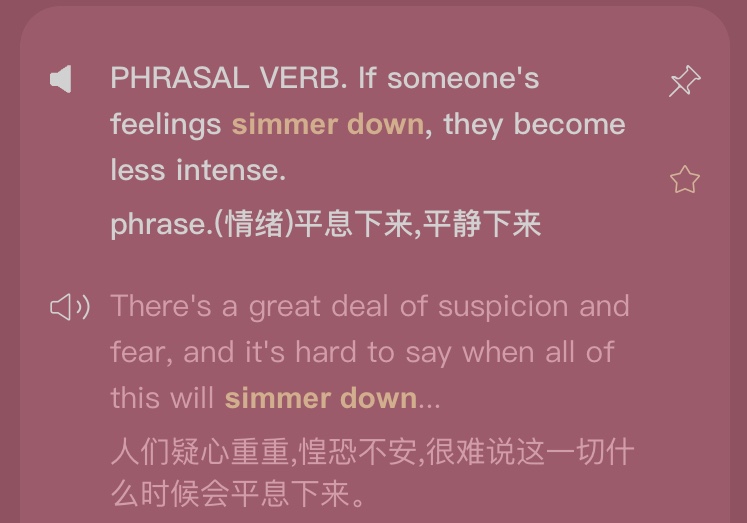 PHRASAL VERB. If someone's
feelings simmer down, they become
less intense.
phrase.(情绪)平息下来,平静下来
There's a great deal of suspicion and
fear, and it's hard to say when all of
this will simmer down...
人们疑心重重,惶恐不安,很难说这一切什
么时候会平息下来。